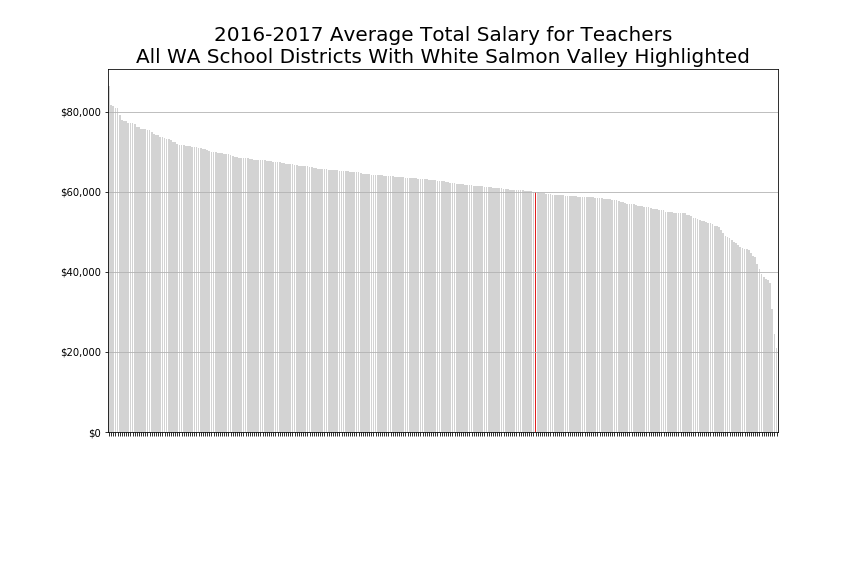 2016-2017 Average Total Salary for Teachers
All WA School Districts With White Salmon Valley Highlighted
$80,000
$60,000
$40,000
$20,000
$0